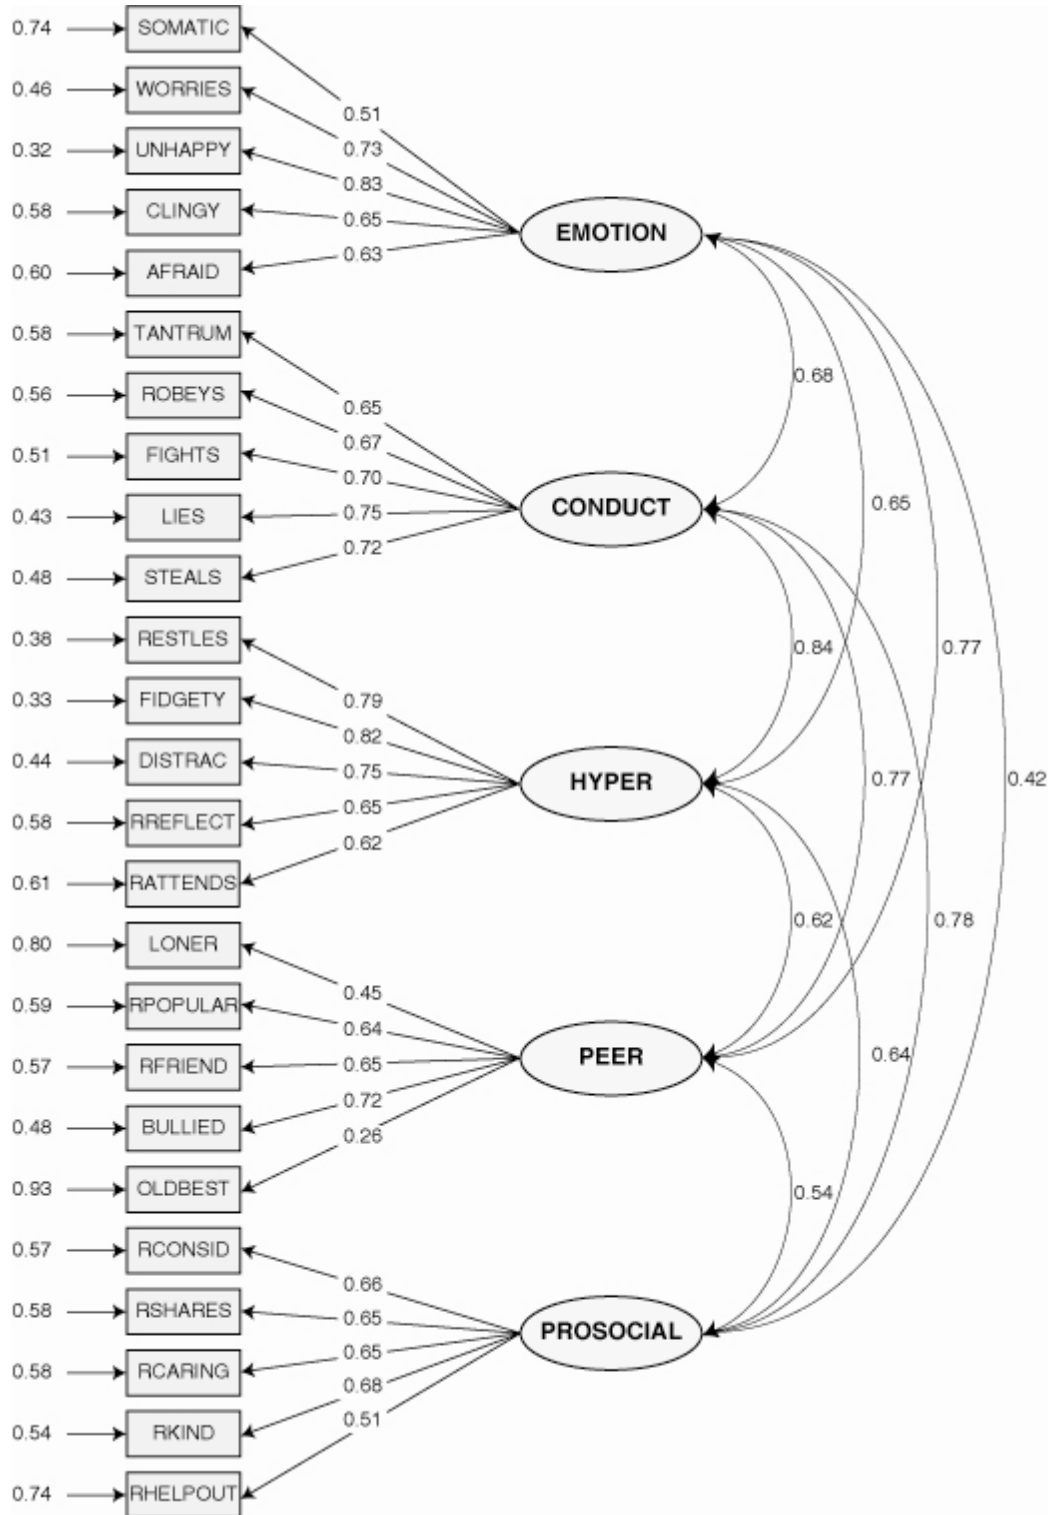 0.74 SOMATIC
0.46 WORRIES
0.51
0.73
0.32 UNHAPPY
0.83
0.58 CLINGY
0.65
EMOTION
0.63
0.60 AFRAID
0.58 TANTRUM
0.68
0.56 ROBEYS
0.65
0.67
0.51 FIGHTS
0.70
0.65
CONDUCT
0.43 LIES
0.75
0.72
0.48 STEALS
0.38 RESTLES
0.84
0.77
0.33 FIDGETY
0.79
0.82
0.44 DISTRAC
0.75
HYPER
0.77
0.42
0.65
0.58 RREFLECT
0.62
0.61 RATTENDS
0.62
0.78
0.80 LONER
0.45
0.59 RPOPULAR
0.64
0.64
PEER
0.57 RFRIEND
0.65
0.72
0.48 BULLIED
0.26
0.93 OLDBEST
0.54
0.57 RCONSID
0.66
0.58 RSHARES
0.65
PROSOCIAL
0.65
0.58 RCARING
0.68
0.51
0.54 RKIND
0.74 RHELPOUT